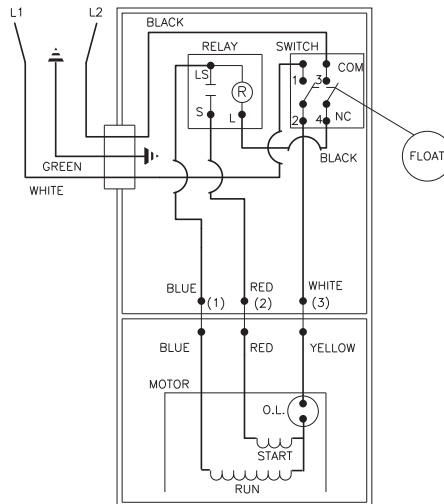 L1 L2
BLACK
RELAY SWITCH
LS COM
1 3
R
S L 2 4 NC
BLACK
FLOAT
GREEN
WHITE
BLUE RED WHITE
(1) (2) (3)
BLUE RED YELLOW
MOTOR
O.L.
START
RUN